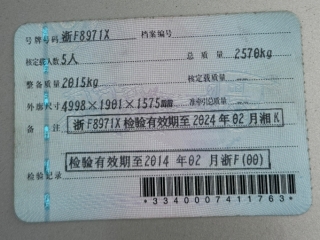 号牌号码 浙F8971X 档案编号
核定载人数 5人 总质量 2570kg
整备质量 2015kg 核定载质量 --
外廓尺寸 4998×1901×1575mm 准牵引总质量 --
备注 浙F8971X检验有效期至2024年02月湘K
检验有效期至2014年02月浙F(00)
检验记录
*3340007411763*